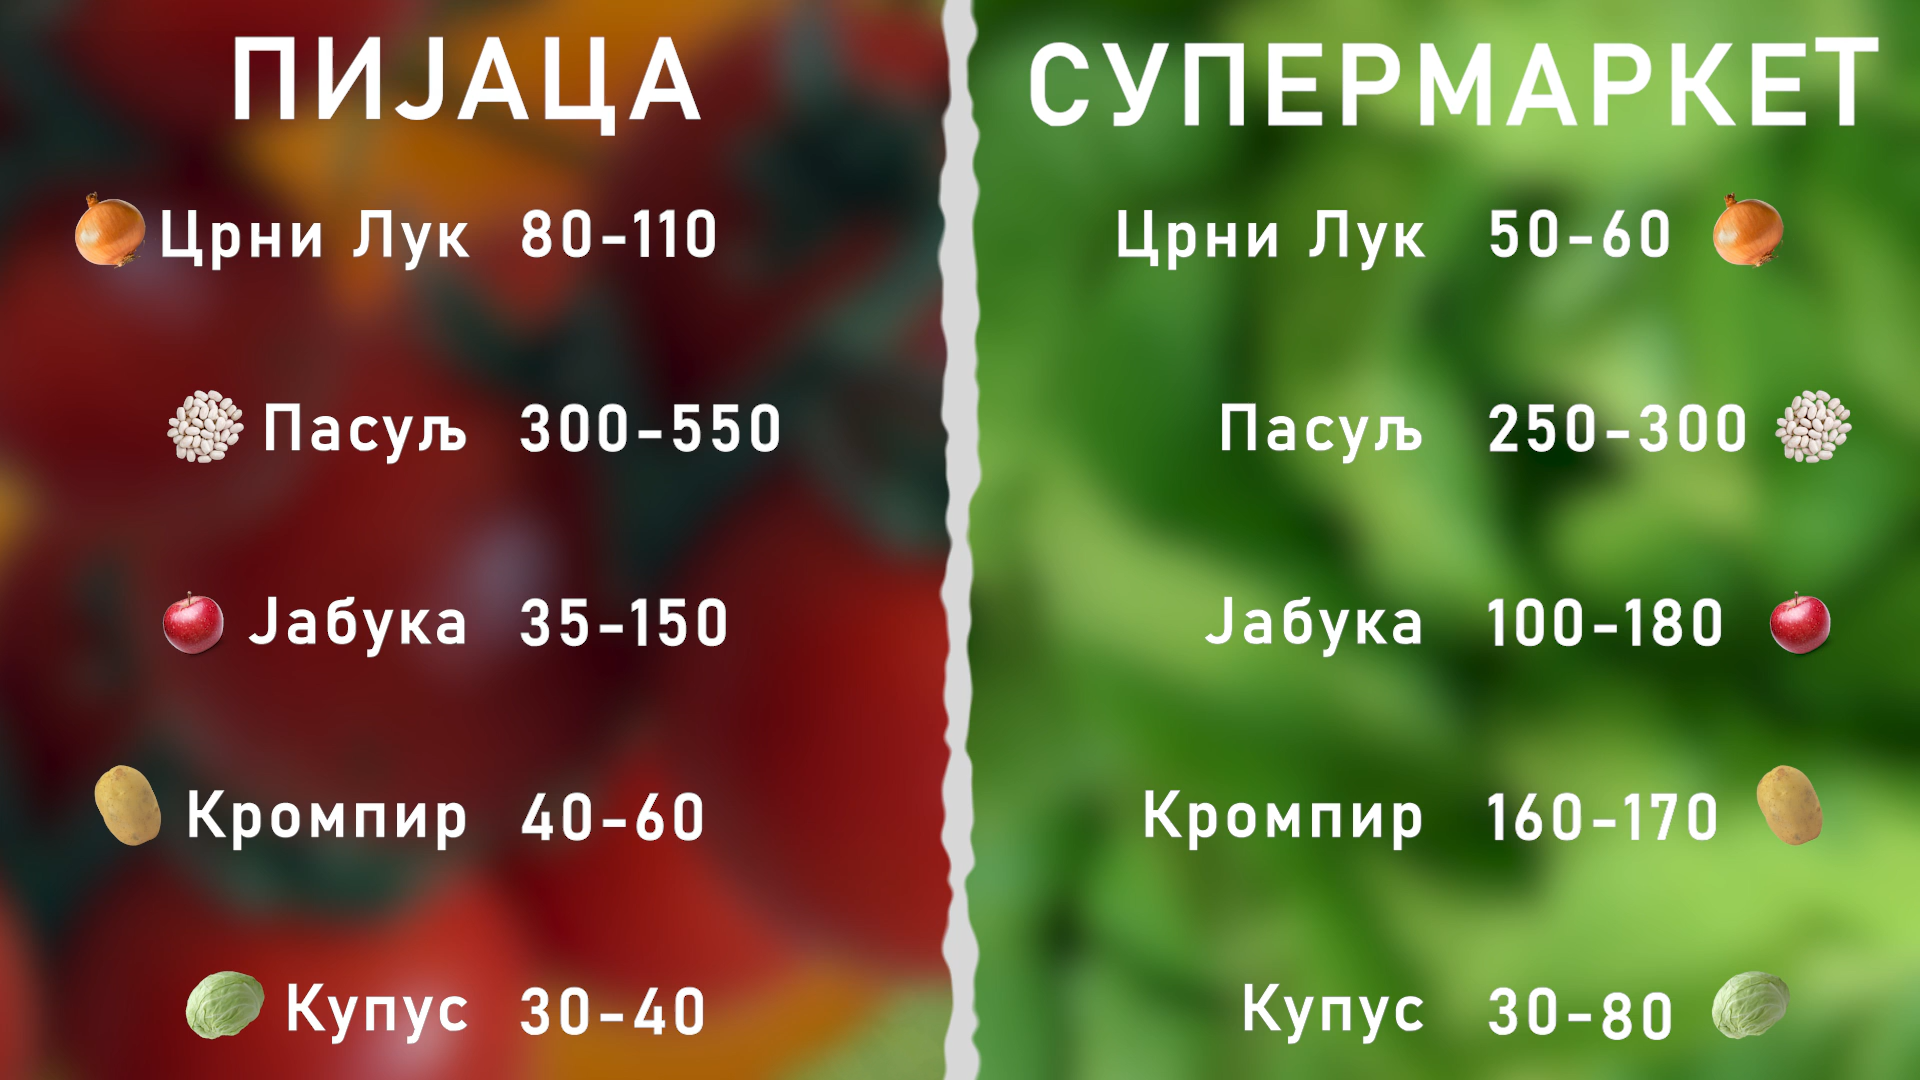 ПИЈАЦА
Црни Лук 80-110
Пасуљ 300-550
Јабука 35-150
Кромпир 40-60
Купус 30-40
СУПЕРМАРКЕТ
Црни Лук 50-60
Пасуљ 250-300
Јабука 100-180
Кромпир 160-170
Купус 30-80